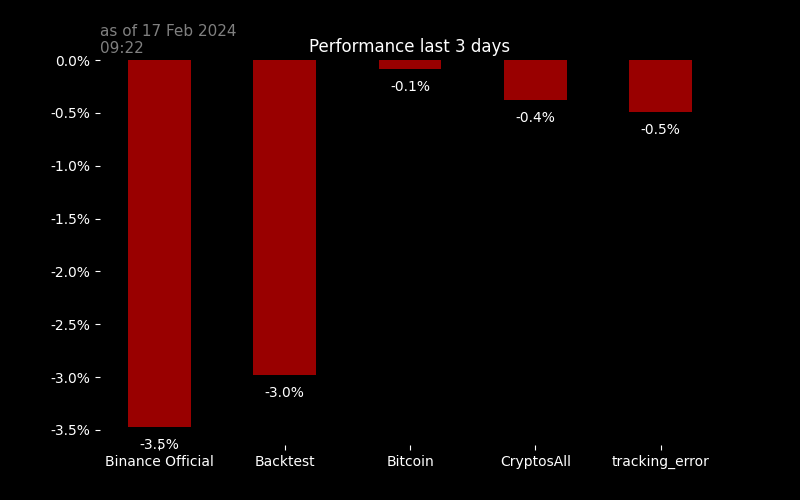 as of 17 Feb 2024
09:22
Performance last 3 days
0.0%
-0.5%
-1.0%
-1.5%
-2.0%
-2.5%
-3.0%
-3.5%
-3.5%
-3.0%
-0.1%
-0.4%
-0.5%
Binance Official
Backtest
Bitcoin
CryptosAll
tracking_error